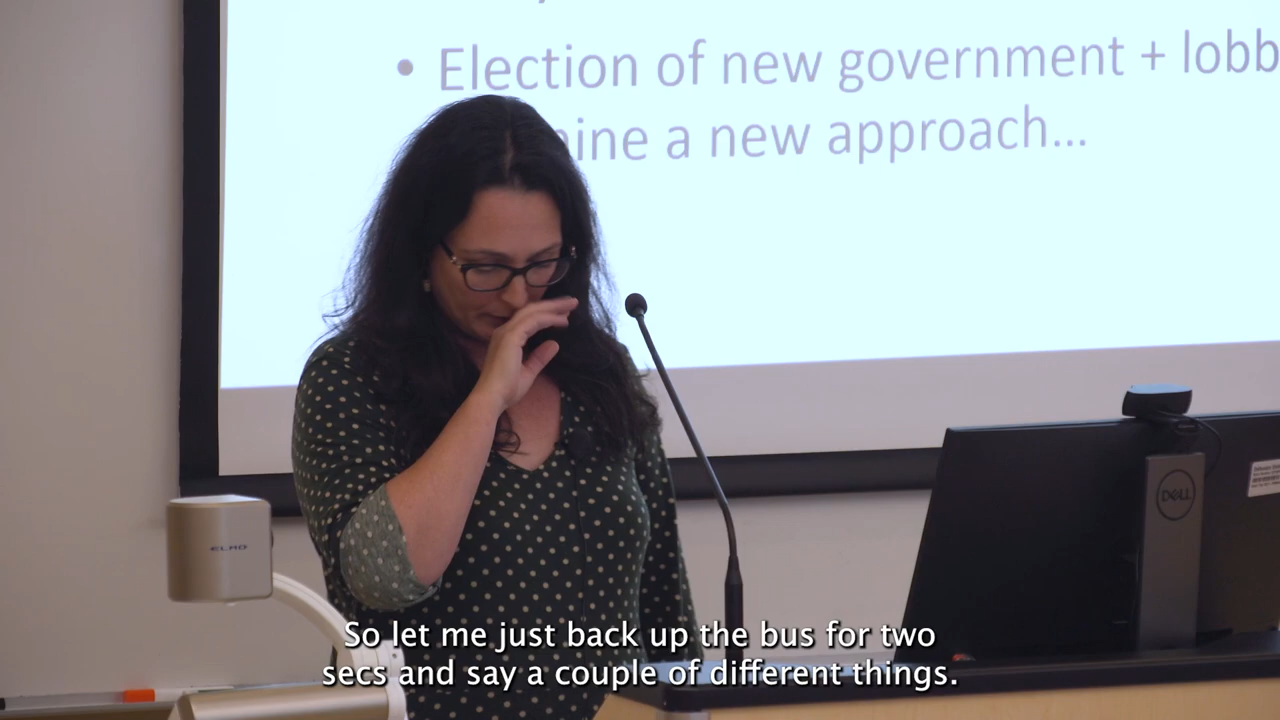 • Election of new government + lobb
a new approach...
ELMO
DELL
So let me just back up the bus for two
secs and say a couple of different things.